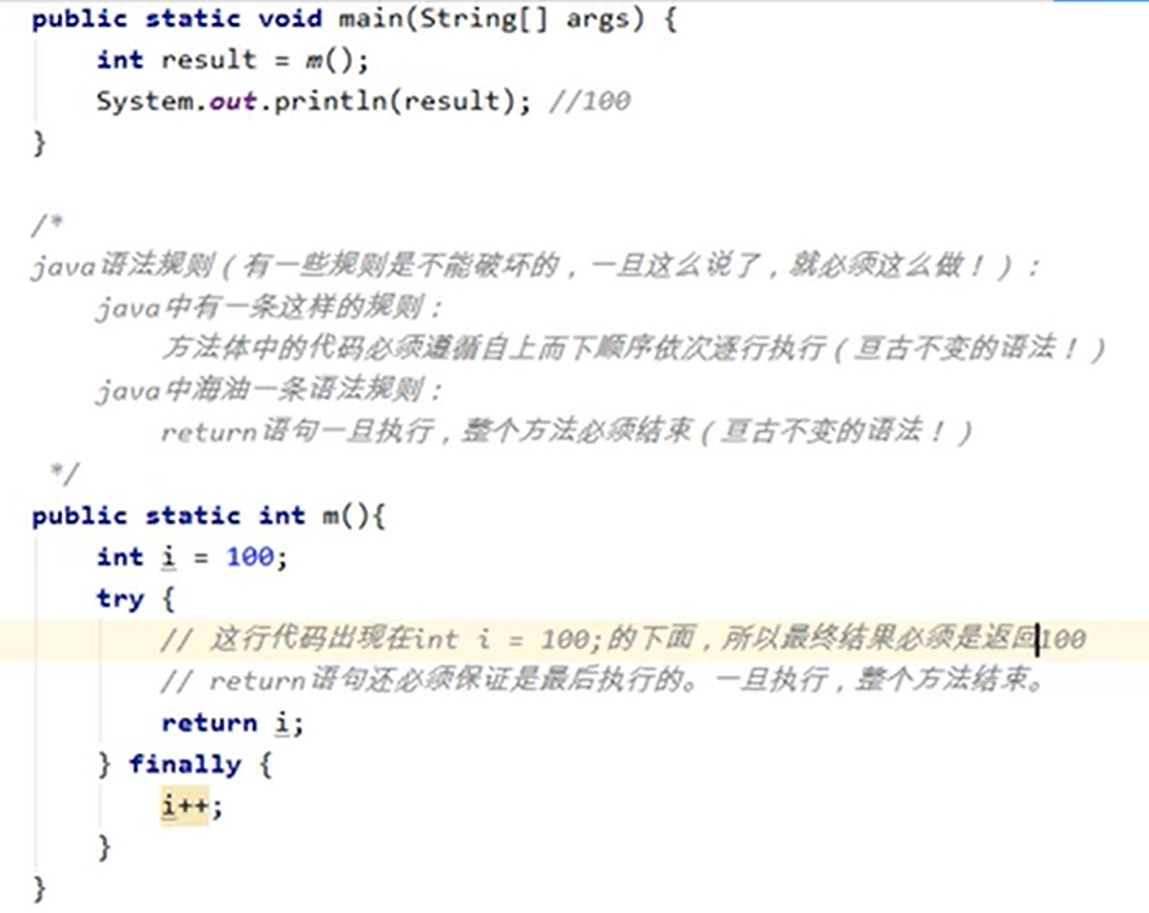 public static void main(String[] args) {
int result = m();
System.out.println(result); //100
}
/*
java语法规则(有一些规则是不能破坏的,一旦这么说了,就必须这么做!):
java中有一条这样的规则:
方法体中的代码必须遵循自上而下顺序依次逐行执行(亘古不变的语法!)
java中海油一条语法规则:
return语句一旦执行,整个方法必须结束(亘古不变的语法!)
*/
public static int m(){
int i = 100;
try {
// 这行代码出现在int i = 100;的下面,所以最终结果必须是返回100
// return语句还必须保证是最后执行的。一旦执行,整个方法结束。
return i;
} finally {
i++;
}
}